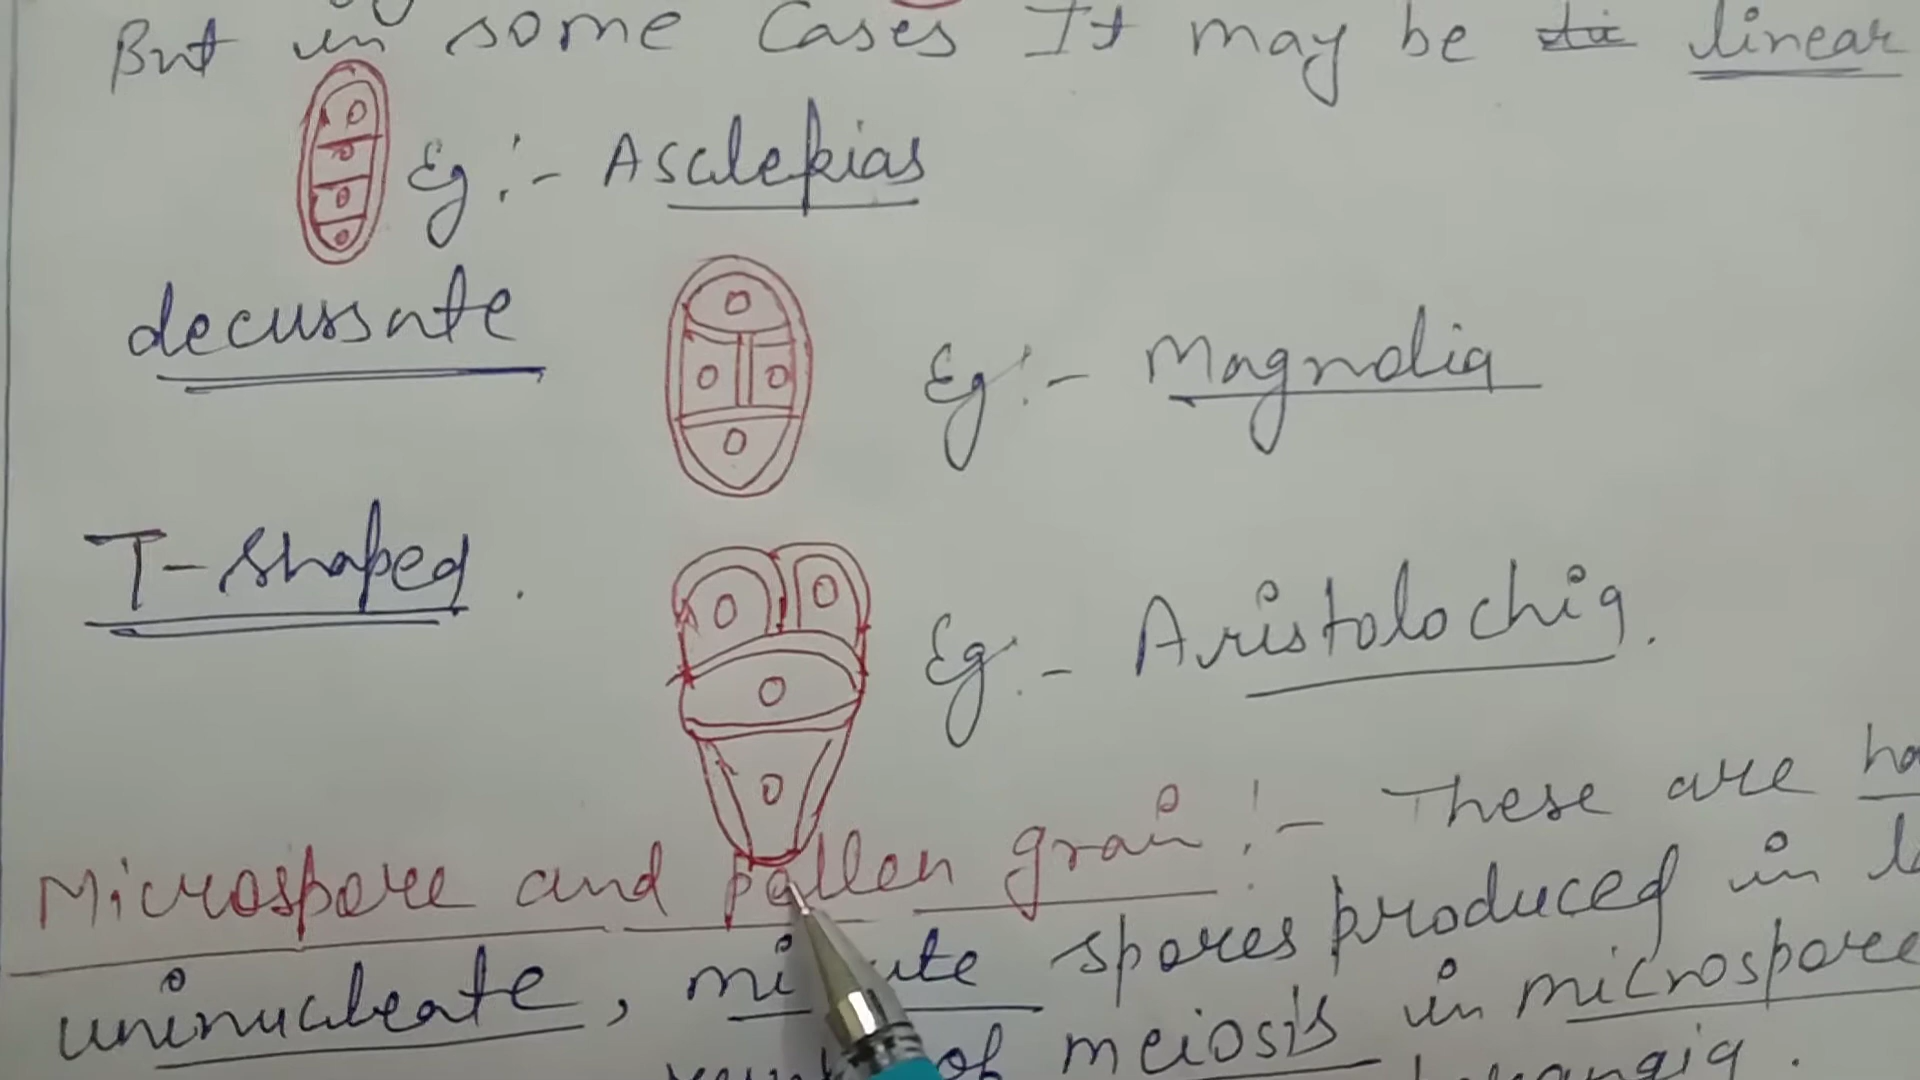 But in some Cases It may be linear
Eg:- Asclepias
decussate
Eg:- Magnolia
T-shaped.
Eg:- Aristolochia.
Microspore and pollen grain:- These are
uninucleate, minute spores produced in
of meiosis in microspore